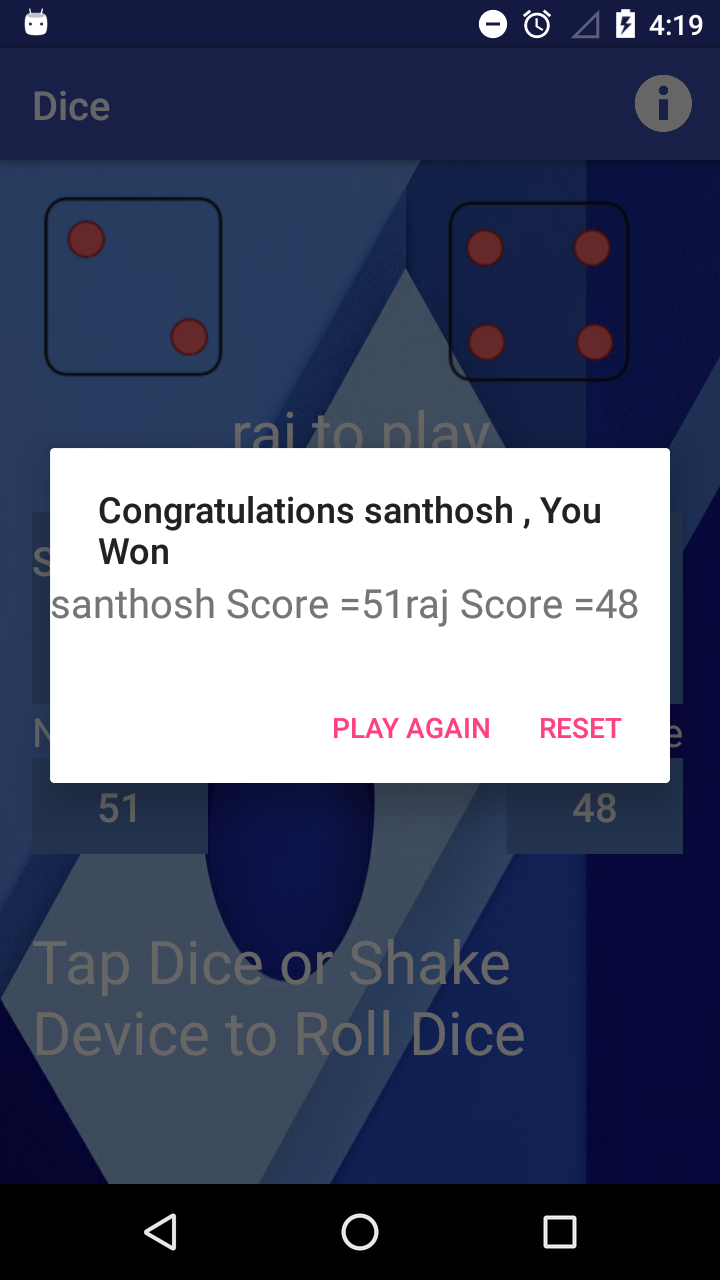 4:19
Dice
raj to play
Congratulations santhosh , You
Won
santhosh Score =51raj Score =48
PLAY AGAIN RESET
51 48
Tap Dice or Shake
Device to Roll Dice